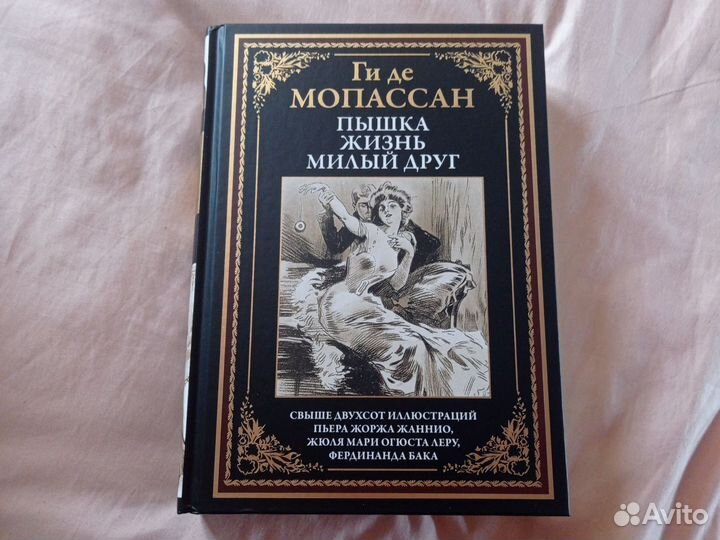 Ги де
МОПАССАН
ПЫШКА
ЖИЗНЬ
МИЛЫЙ ДРУГ
СВЫШЕ ДВУХСОТ ИЛЛЮСТРАЦИЙ
ПЬЕРА ЖОРЖА ЖАННИО,
ЖЮЛЯ МАРИ ОГЮСТА ЛЕРУ,
ФЕРДИНАНДА БАКА
Avito